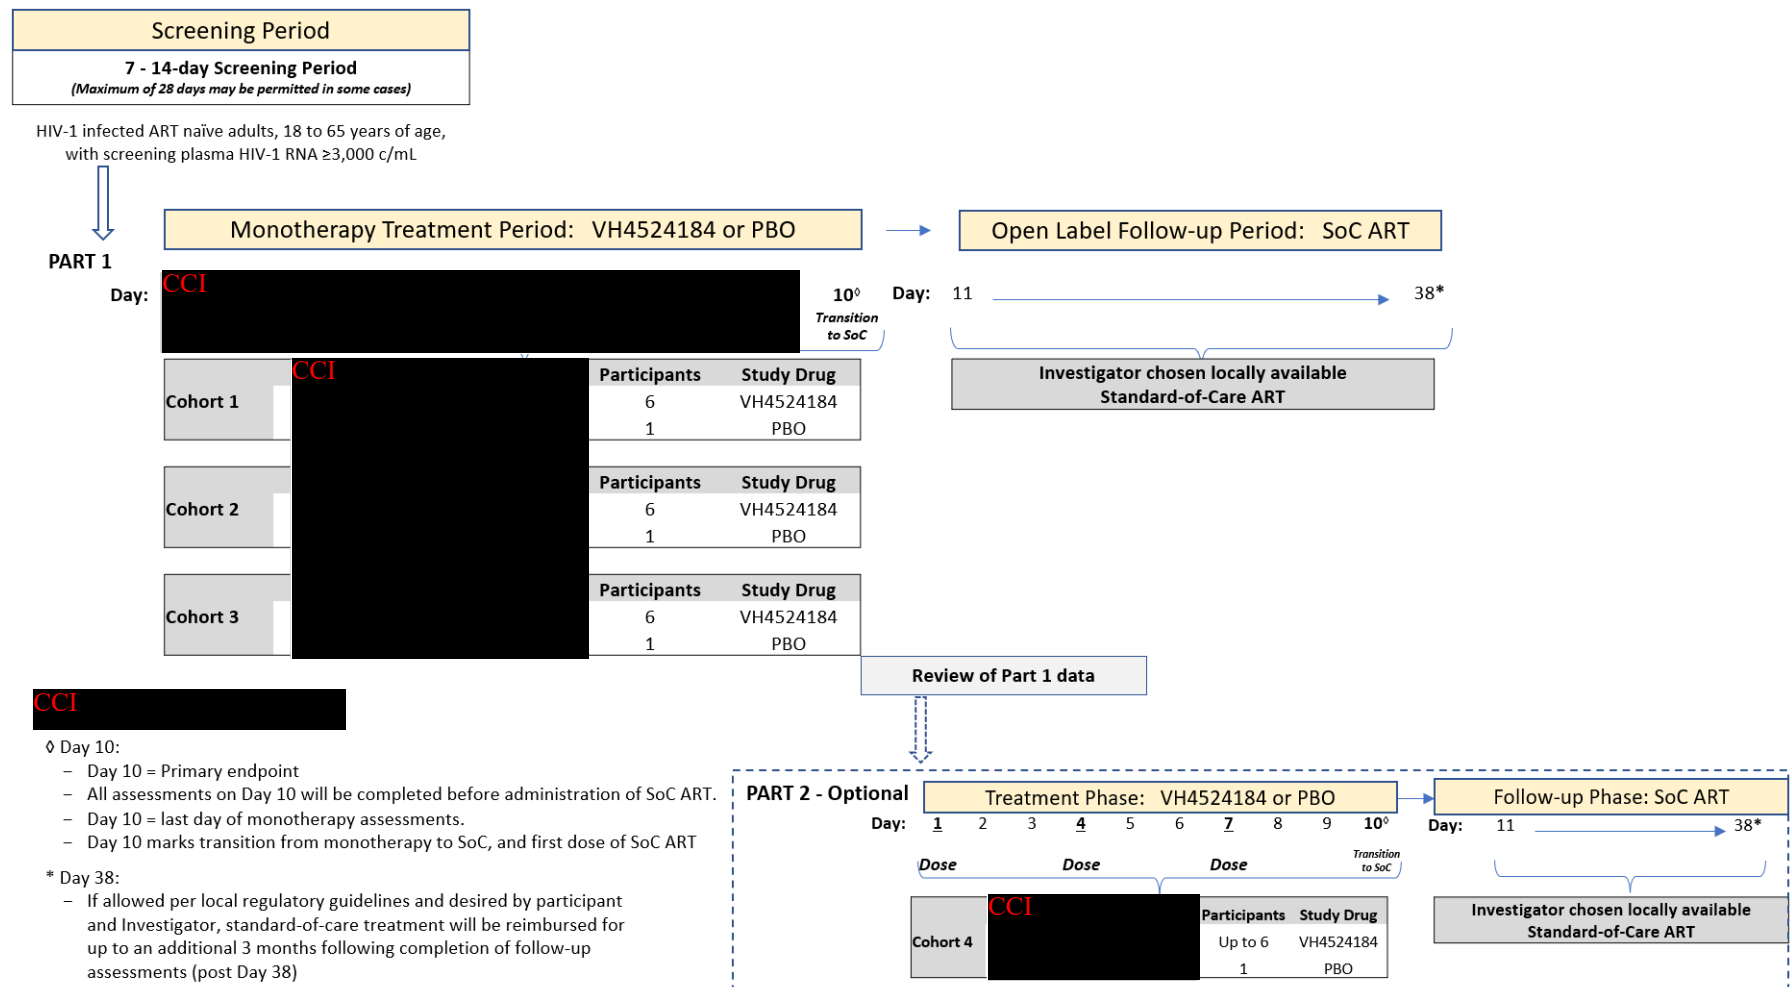 Screening Period
7 - 14-day Screening Period
(Maximum of 28 days may be permitted in some cases)
HIV-1 infected ART naïve adults, 18 to 65 years of age,
with screening plasma HIV-1 RNA ≥3,000 c/mL
Monotherapy Treatment Period: VH4524184 or PBO
Open Label Follow-up Period: SoC ART
PART 1
Day:
CCI
10◊
Transition
to SoC
Day: 11 38*
Investigator chosen locally available
Standard-of-Care ART
CCI
Participants Study Drug
Cohort 1
6 VH4524184
1 PBO
Participants Study Drug
Cohort 2
6 VH4524184
1 PBO
Participants Study Drug
Cohort 3
6 VH4524184
1 PBO
Review of Part 1 data
CCI
◊ Day 10:
– Day 10 = Primary endpoint
– All assessments on Day 10 will be completed before administration of SoC ART.
– Day 10 = last day of monotherapy assessments.
– Day 10 marks transition from monotherapy to SoC, and first dose of SoC ART
* Day 38:
– If allowed per local regulatory guidelines and desired by participant
and Investigator, standard-of-care treatment will be reimbursed for
up to an additional 3 months following completion of follow-up
assessments (post Day 38)
PART 2 - Optional
Treatment Phase: VH4524184 or PBO
Follow-up Phase: SoC ART
Day: 1 2 3 4 5 6 7 8 9 10◊
Day: 11 38*
Dose Dose Dose
Transition
to SoC
CCI
Participants Study Drug
Cohort 4
Up to 6 VH4524184
1 PBO
Investigator chosen locally available
Standard-of-Care ART